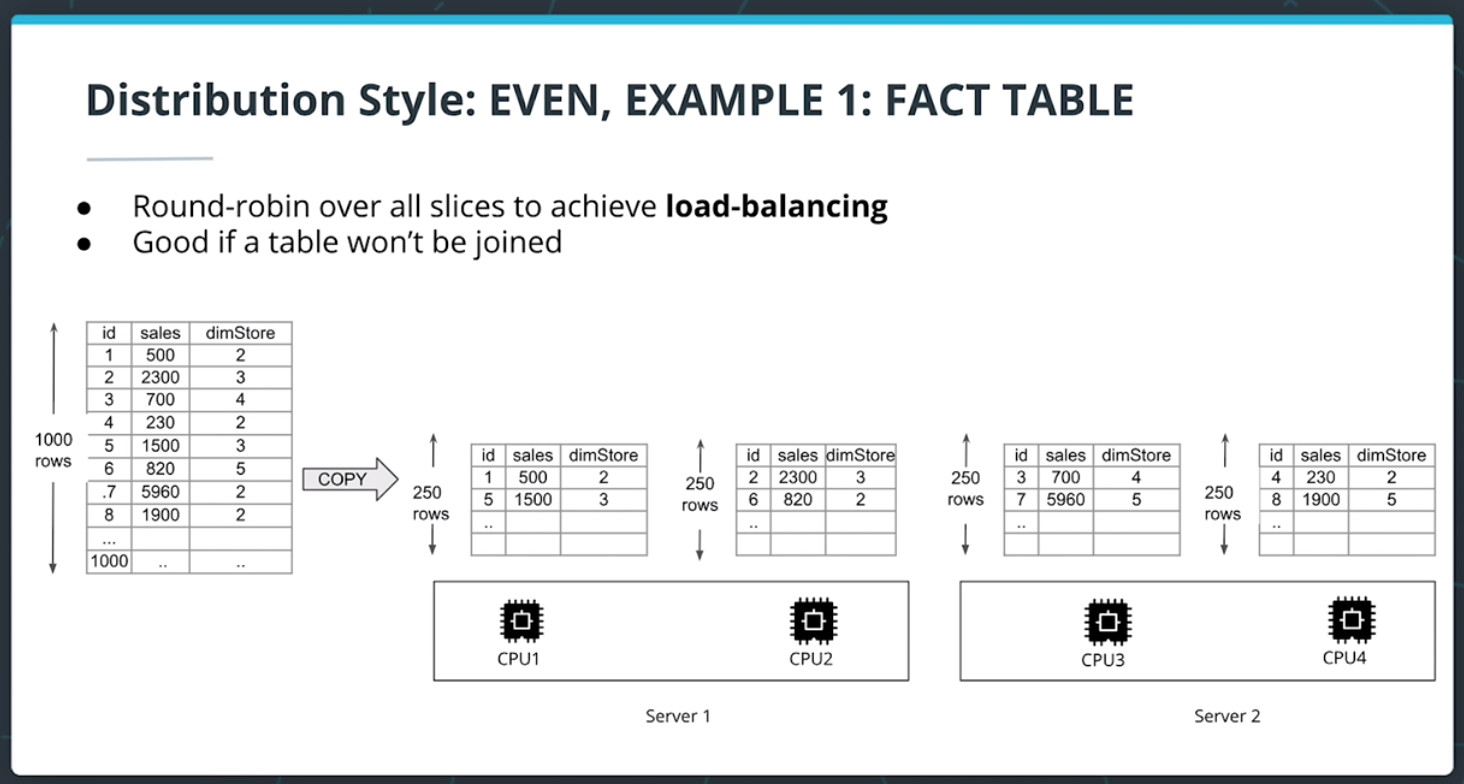 Distribution Style: EVEN, EXAMPLE 1: FACT TABLE
● Round-robin over all slices to achieve load-balancing
● Good if a table won’t be joined
1000
rows
id sales dimStore
1 500 2
2 2300 3
3 700 4
4 230 2
5 1500 3
6 820 5
.7 5960 2
8 1900 2
...
1000 .. ..
COPY
250
rows
id sales dimStore
1 500 2
5 1500 3
..
250
rows
id sales dimStore
2 2300 3
6 820 2
..
250
rows
id sales dimStore
3 700 4
7 5960 5
..
250
rows
id sales dimStore
4 230 2
8 1900 5
..
CPU1
CPU2
CPU3
CPU4
Server 1
Server 2